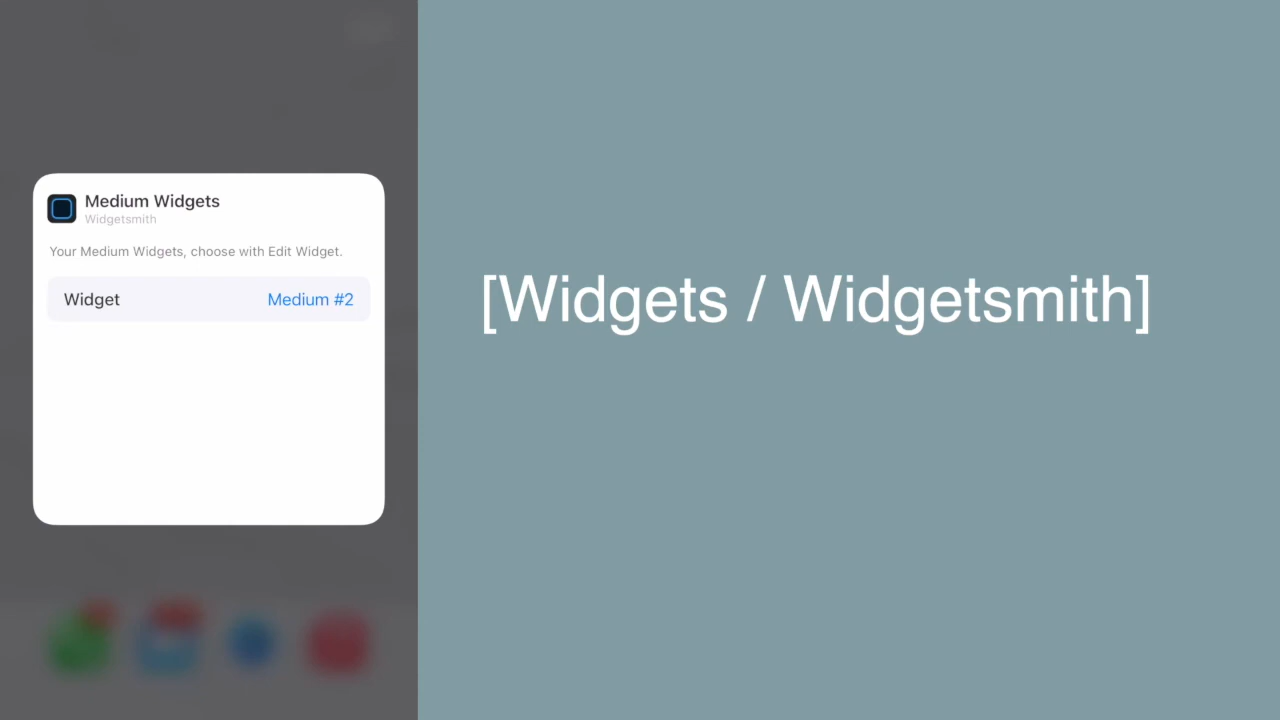 Medium Widgets
Widgetsmith
Your Medium Widgets, choose with Edit Widget.
Widget Medium #2
[Widgets / Widgetsmith]